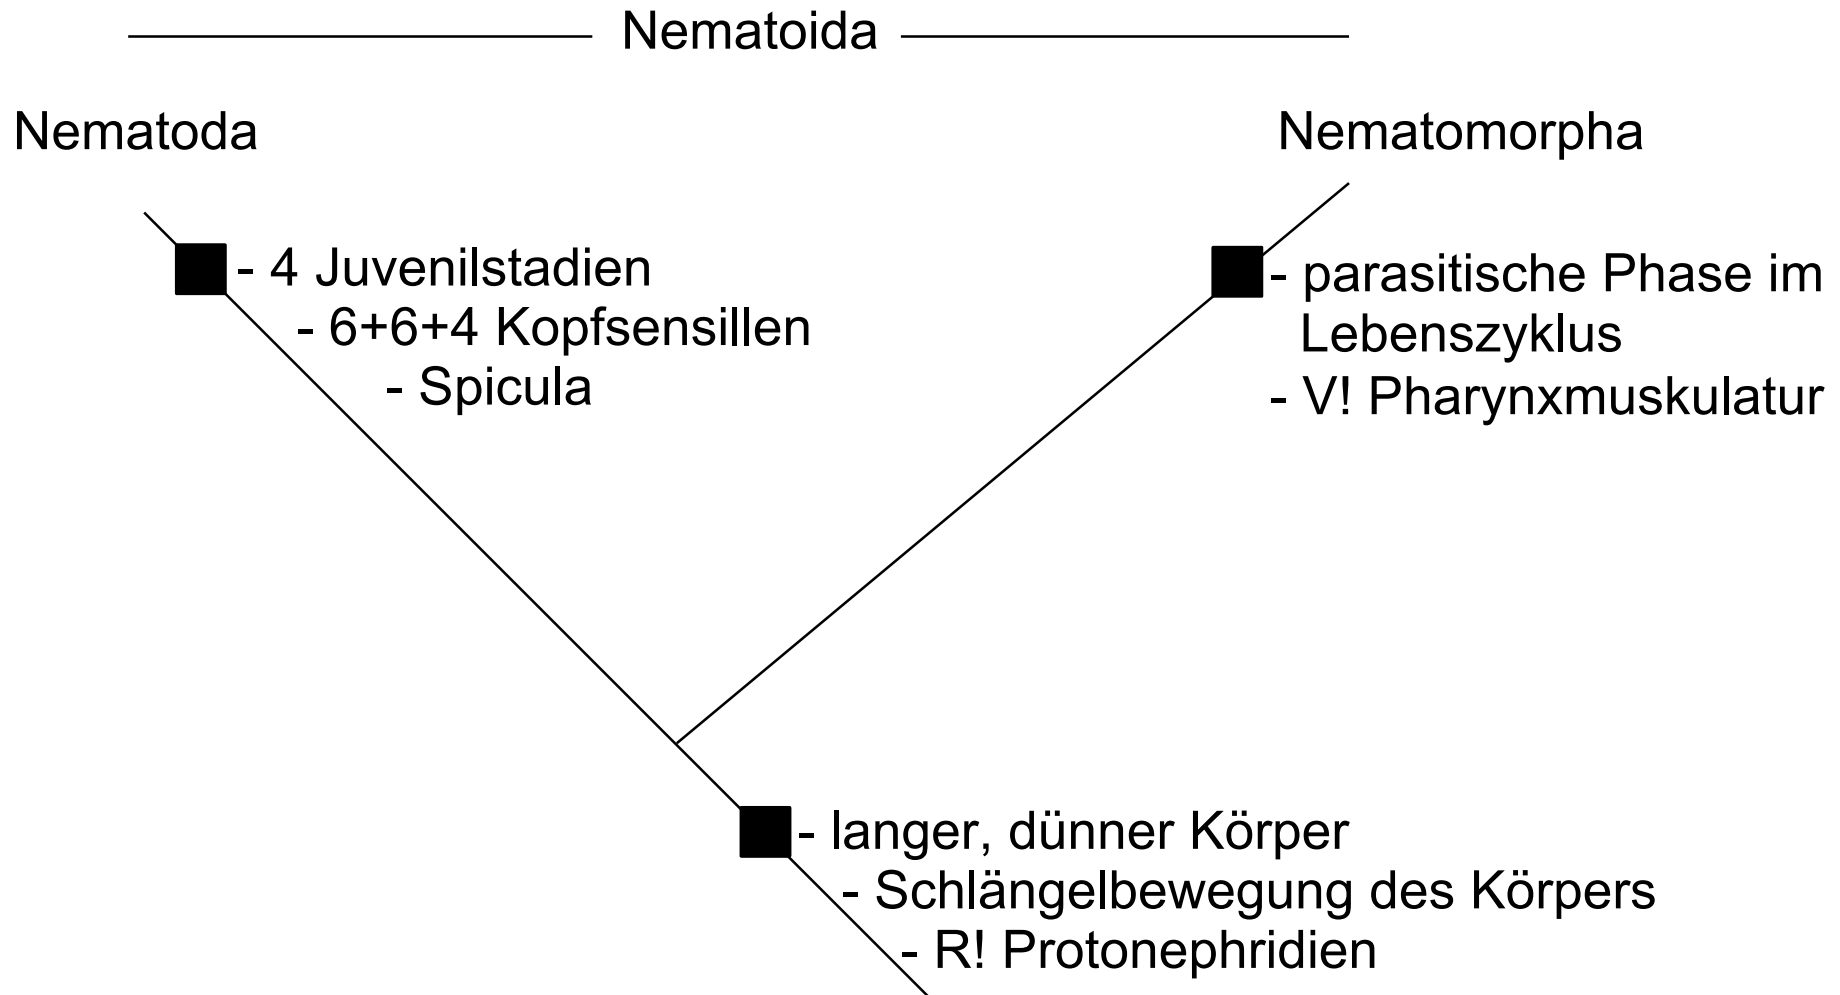 Nematoida
Nematoda
Nematomorpha
- 4 Juvenilstadien
- 6+6+4 Kopfsensillen
- Spicula
- parasitische Phase im
Lebenszyklus
- V! Pharynxmuskulatur
- langer, dünner Körper
- Schlängelbewegung des Körpers
- R! Protonephridien